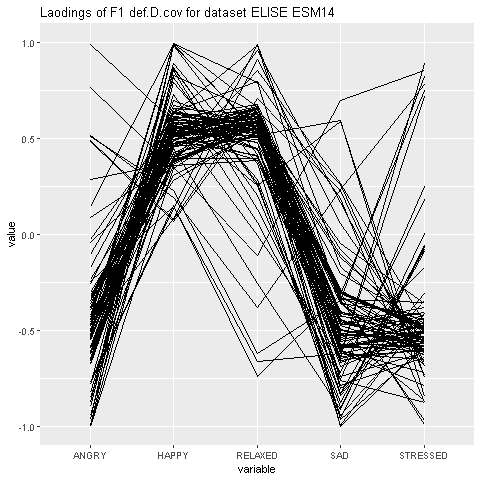 Laodings of F1 def.D.cov for dataset ELISE ESM14
1.0
0.5
0.0
-0.5
-1.0
value
ANGRY HAPPY RELAXED SAD STRESSED
variable